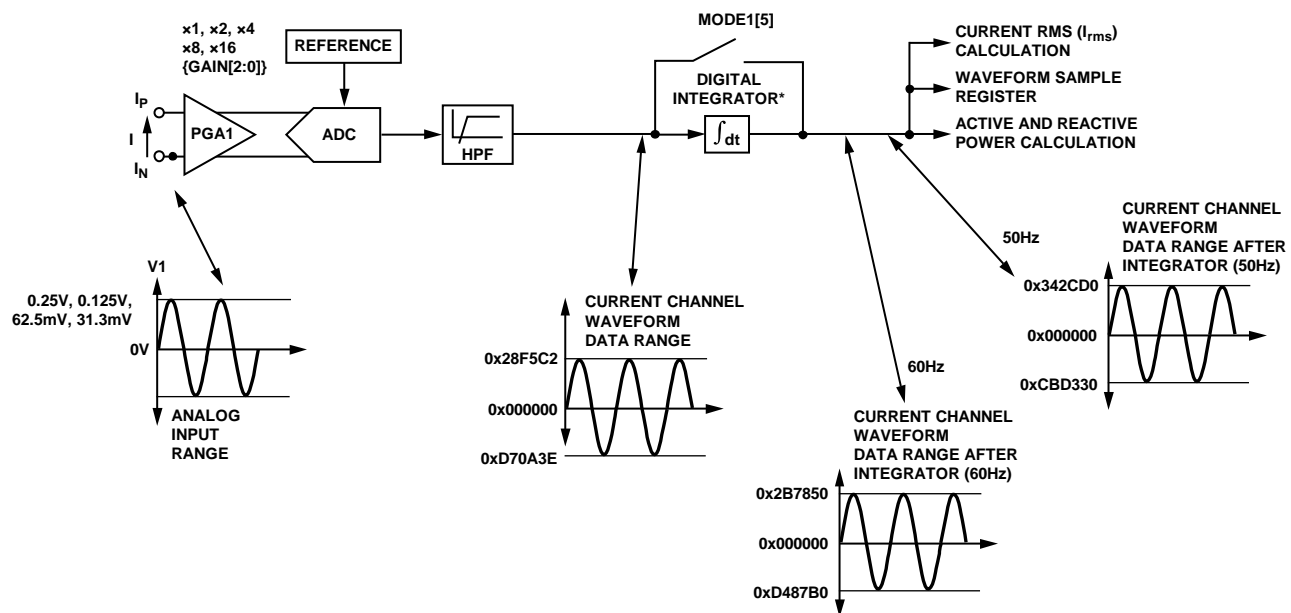 ×1, ×2, ×4
×8, ×16
{GAIN[2:0]}
REFERENCE
MODE1[5]
CURRENT RMS (Irms)
CALCULATION
WAVEFORM SAMPLE
REGISTER
ACTIVE AND REACTIVE
POWER CALCULATION
IP
I
IN
PGA1
ADC
HPF
DIGITAL
INTEGRATOR*
∫dt
V1
0.25V, 0.125V,
62.5mV, 31.3mV
0V
ANALOG
INPUT
RANGE
CURRENT CHANNEL
WAVEFORM
DATA RANGE
0x28F5C2
0x000000
0xD70A3E
60Hz
CURRENT CHANNEL
WAVEFORM
DATA RANGE AFTER
INTEGRATOR (60Hz)
0x2B7850
0x000000
0xD487B0
50Hz
CURRENT CHANNEL
WAVEFORM
DATA RANGE AFTER
INTEGRATOR (50Hz)
0x342CD0
0x000000
0xCBD330